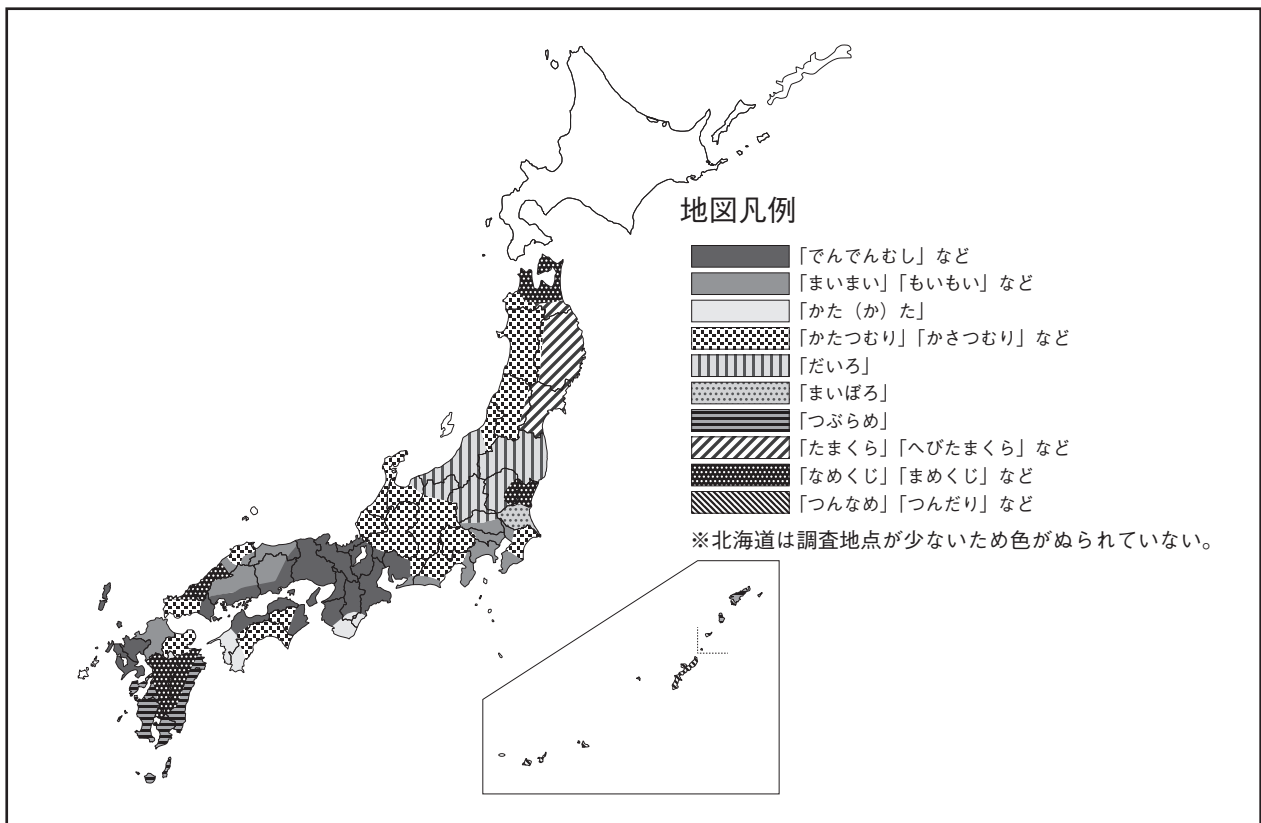 地図凡例
「でんでんむし」など
「まいまい」「もいもい」など
「かた（か）た」
「かたつむり」「かさつむり」など
「だいろ」
「まいぼろ」
「つぶらめ」
「たまくら」「へびたまくら」など
「なめくじ」「まめくじ」など
「つんなめ」「つんだり」など
※北海道は調査地点が少ないため色がぬられていない。